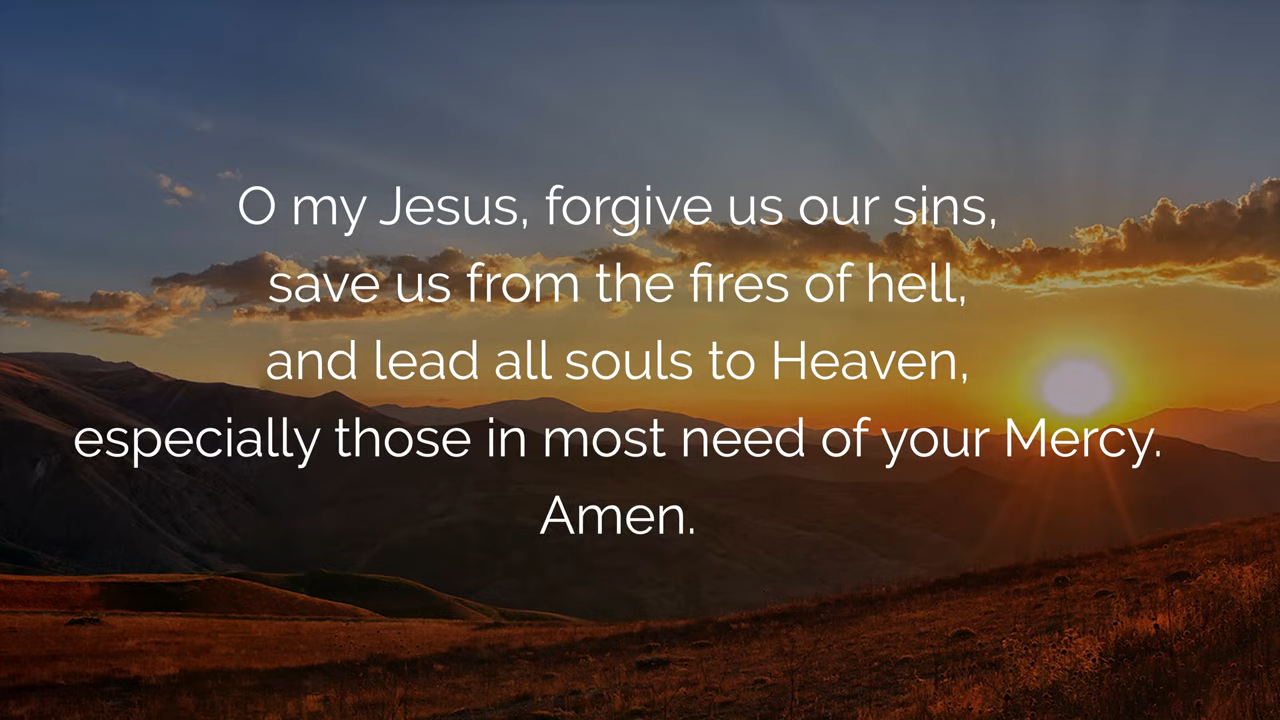 O my Jesus, forgive us our sins,
save us from the fires of hell,
and lead all souls to Heaven,
especially those in most need of your Mercy.
Amen.